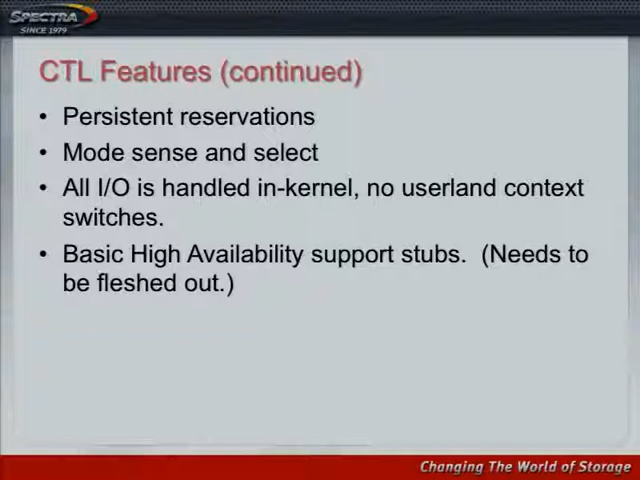 SPECTRA
SINCE 1979
CTL Features (continued)
• Persistent reservations
• Mode sense and select
• All I/O is handled in-kernel, no userland context
switches.
• Basic High Availability support stubs.  (Needs to
be fleshed out.)
Changing The World of Storage